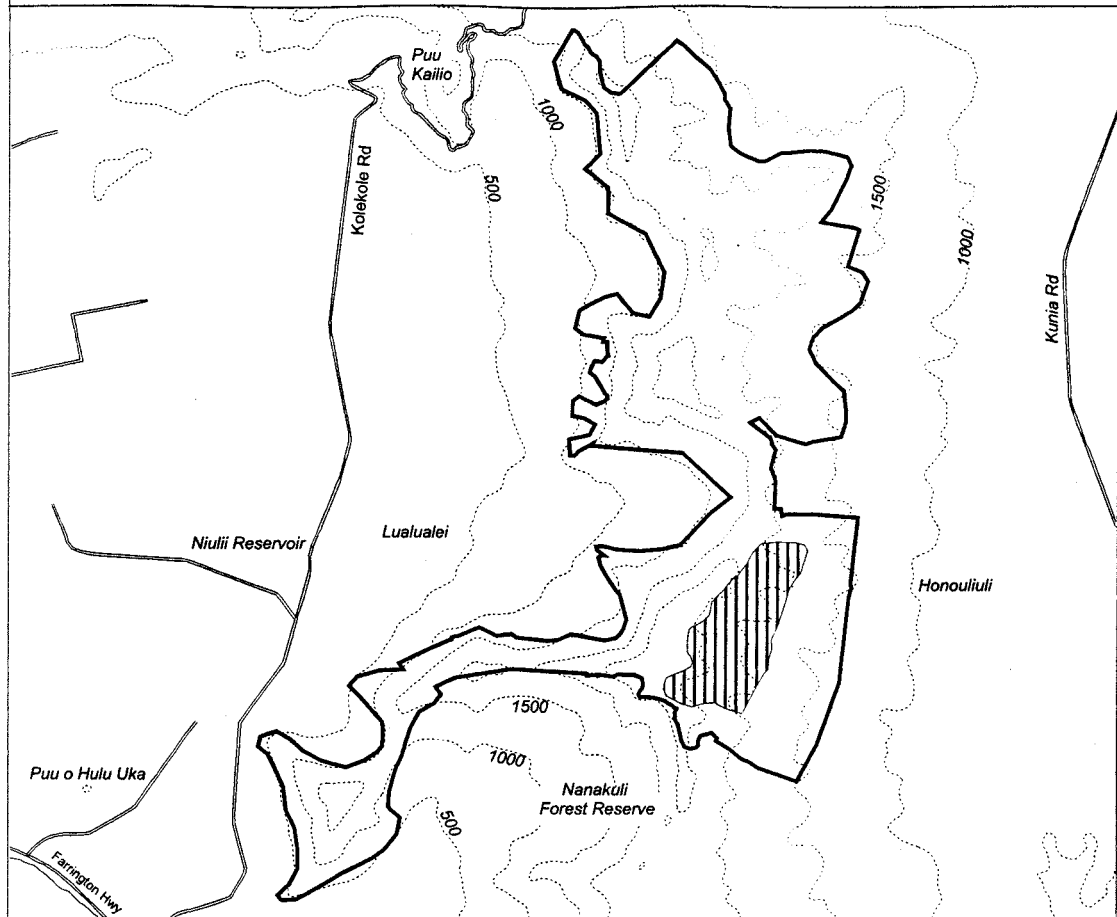 Puu
Kailio
1000
500
Kolekole Rd
1500
1000
Kunia Rd
Niulii Reservoir
Lualualei
Honouliuli
1500
1000
Puu o Hulu Uka
Nanakuli
Forest Reserve
500
Farrington Hwy